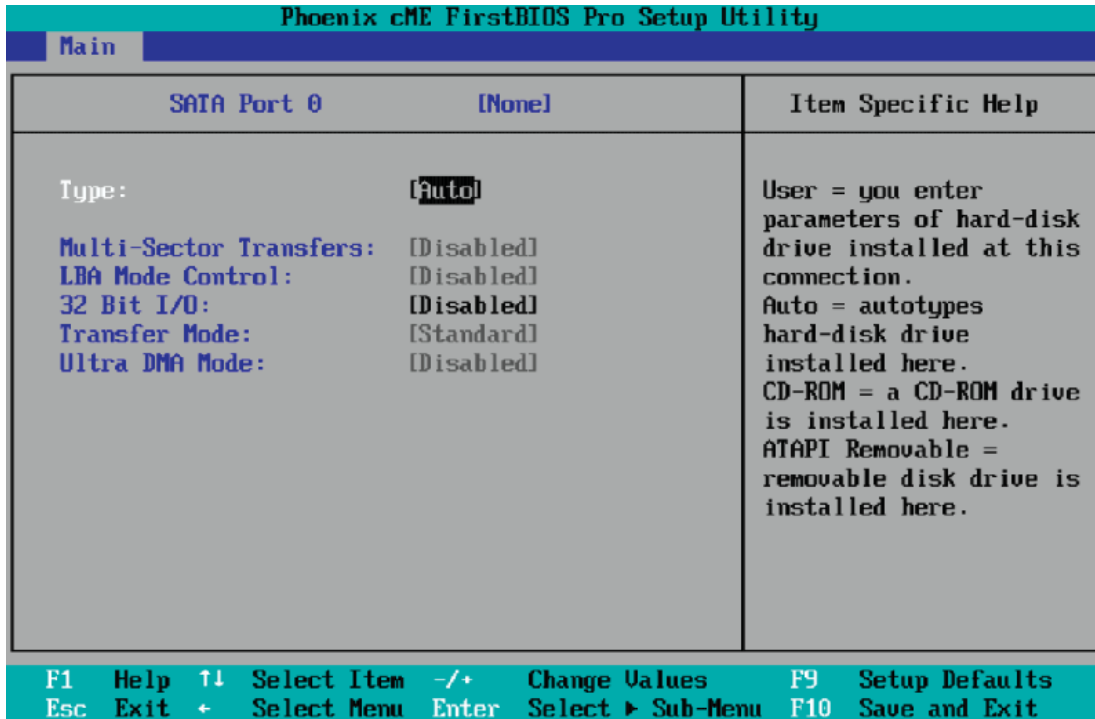 Phoenix cME FirstBIOS Pro Setup Utility
Main
SATA Port 0 [None]
Item Specific Help
Type: [Auto]
Multi-Sector Transfers: [Disabled]
LBA Mode Control: [Disabled]
32 Bit I/O: [Disabled]
Transfer Mode: [Standard]
Ultra DMA Mode: [Disabled]
User = you enter
parameters of hard-disk
drive installed at this
connection.
Auto = autotypes
hard-disk drive
installed here.
CD-ROM = a CD-ROM drive
is installed here.
ATAPI Removable =
removable disk drive is
installed here.
F1 Help ↑↓ Select Item -/+ Change Values F9 Setup Defaults
Esc Exit ← Select Menu Enter Select ▶ Sub-Menu F10 Save and Exit